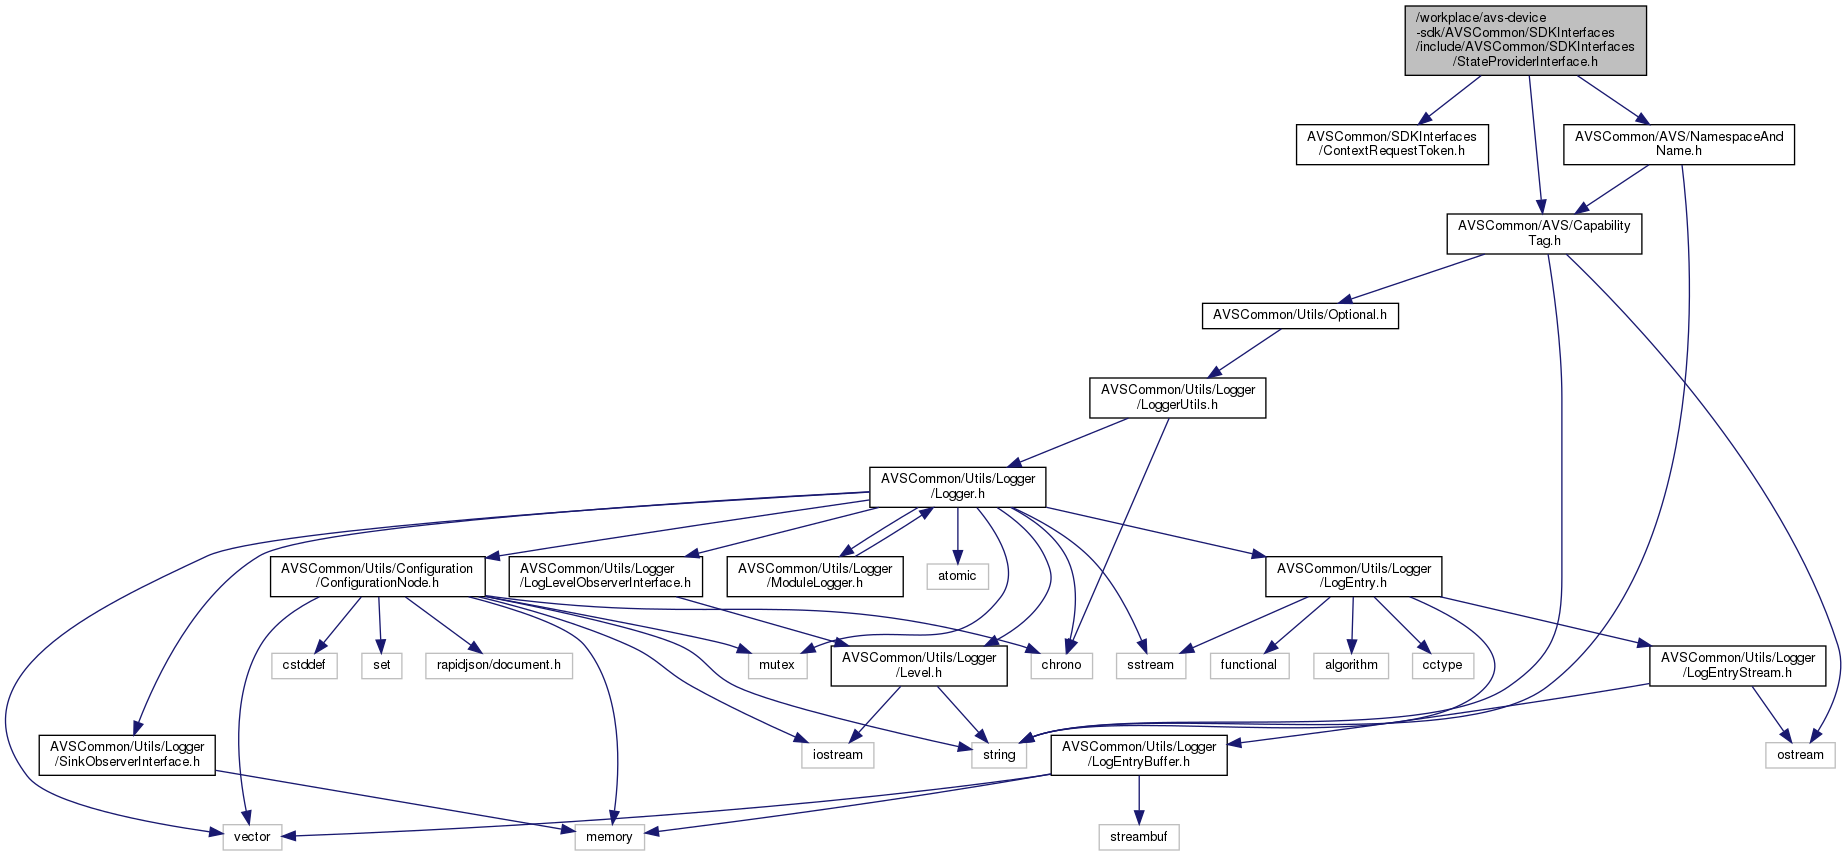 /workplace/avs-device
-sdk/AVSCommon/SDKInterfaces
/include/AVSCommon/SDKInterfaces
/StateProviderInterface.h
AVSCommon/SDKInterfaces
/ContextRequestToken.h
AVSCommon/AVS/NamespaceAnd
Name.h
AVSCommon/AVS/Capability
Tag.h
AVSCommon/Utils/Optional.h
AVSCommon/Utils/Logger
/LoggerUtils.h
AVSCommon/Utils/Logger
/Logger.h
AVSCommon/Utils/Configuration
/ConfigurationNode.h
AVSCommon/Utils/Logger
/LogLevelObserverInterface.h
AVSCommon/Utils/Logger
/ModuleLogger.h
atomic
AVSCommon/Utils/Logger
/LogEntry.h
cstddef
set
rapidjson/document.h
mutex
AVSCommon/Utils/Logger
/Level.h
chrono
sstream
functional
algorithm
cctype
AVSCommon/Utils/Logger
/LogEntryStream.h
AVSCommon/Utils/Logger
/SinkObserverInterface.h
iostream
string
AVSCommon/Utils/Logger
/LogEntryBuffer.h
ostream
vector
memory
streambuf